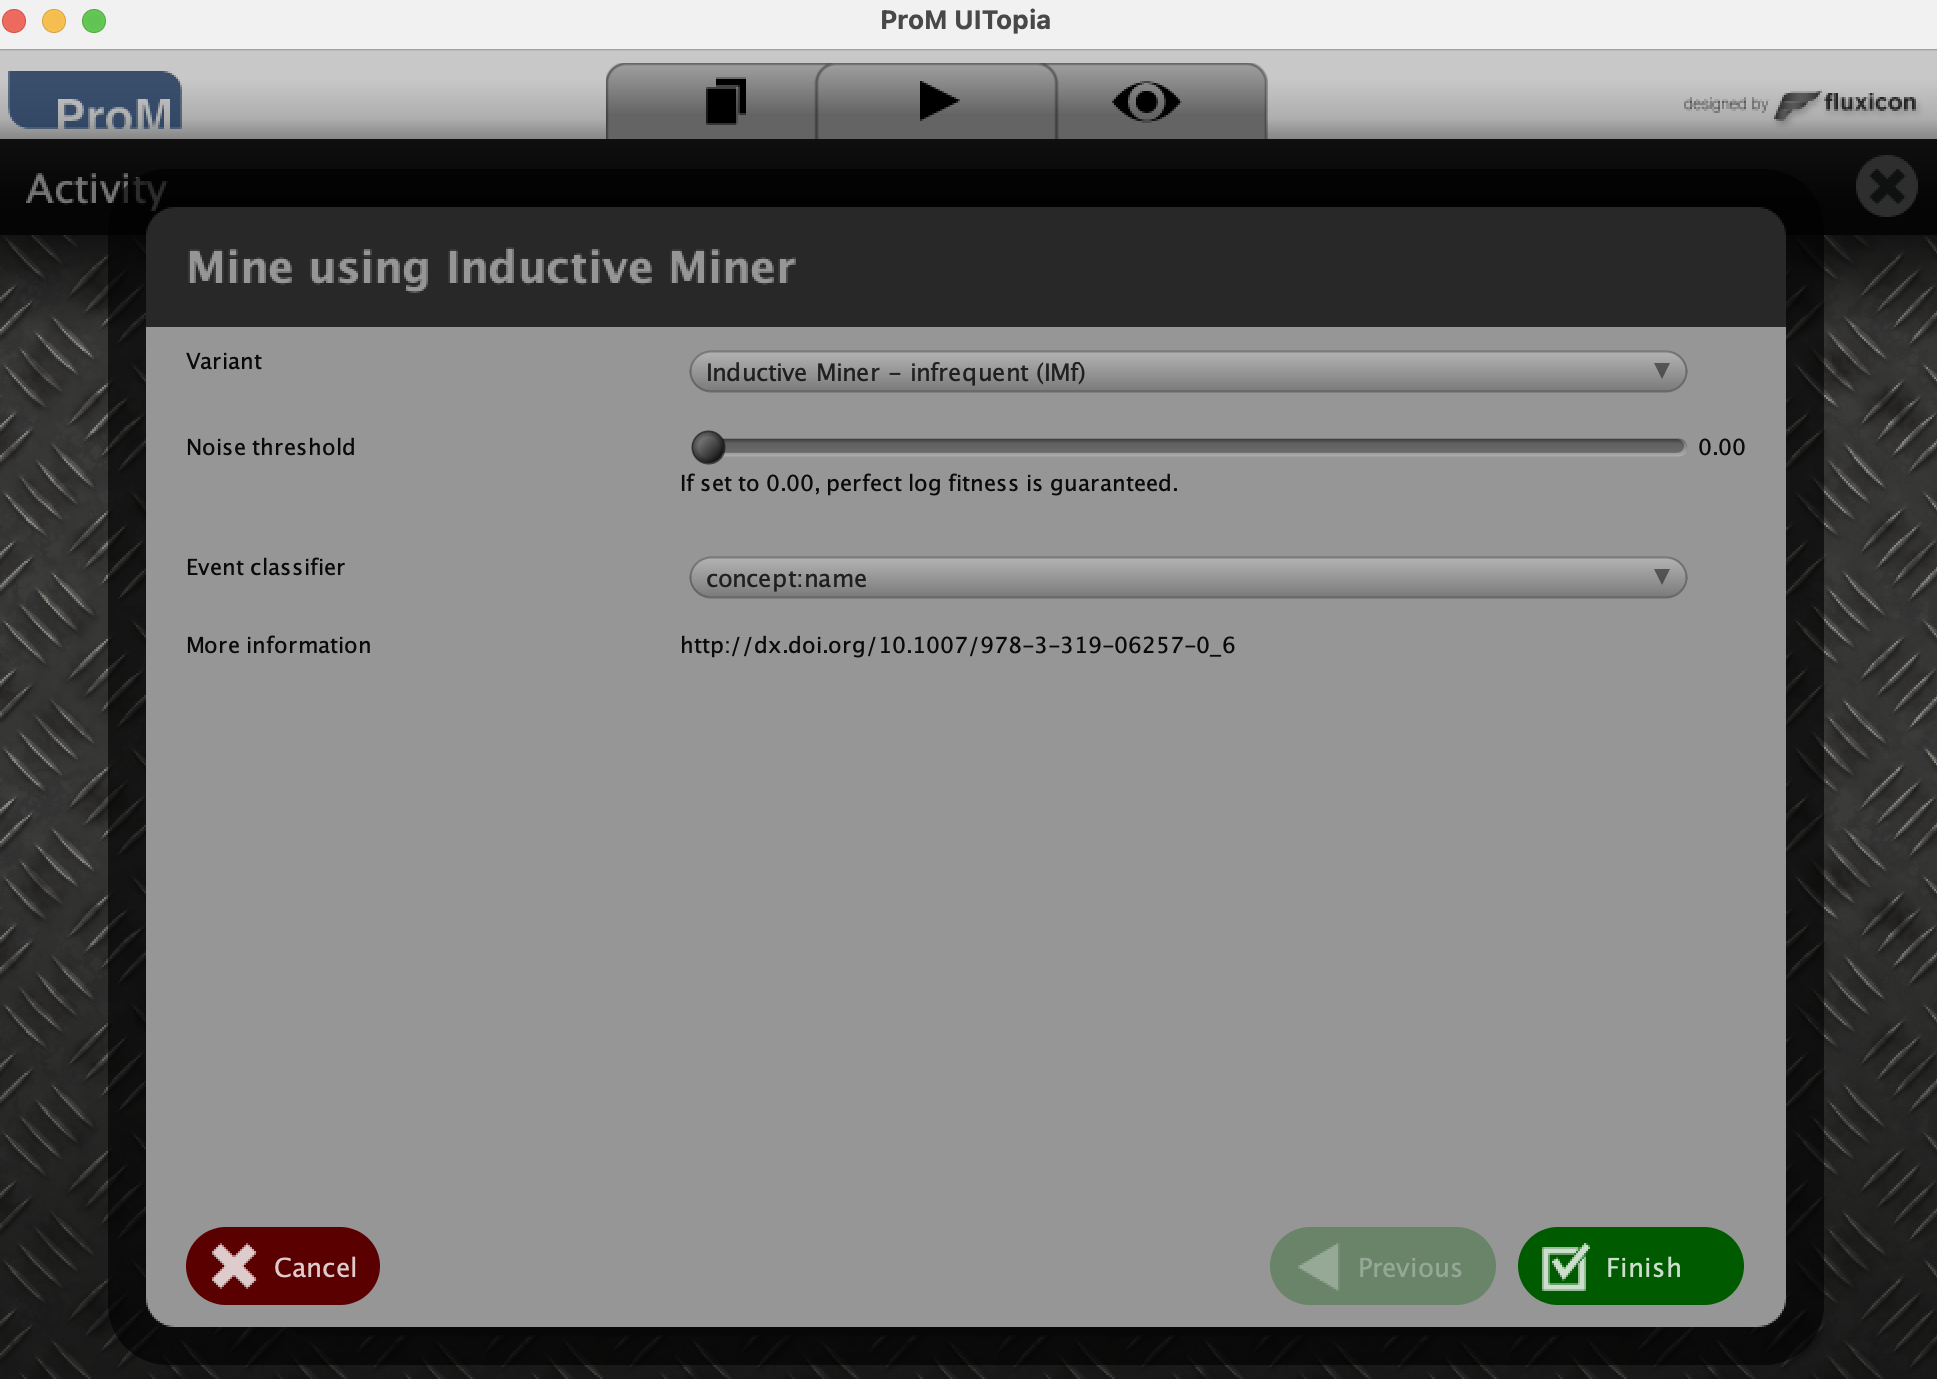 ProM UITopia
ProM
designed by fluxicon
Activity
Mine using Inductive Miner
Variant
Inductive Miner – infrequent (IMf)
Noise threshold
0.00
If set to 0.00, perfect log fitness is guaranteed.
Event classifier
concept:name
More information
http://dx.doi.org/10.1007/978-3-319-06257-0_6
Cancel
Previous
Finish